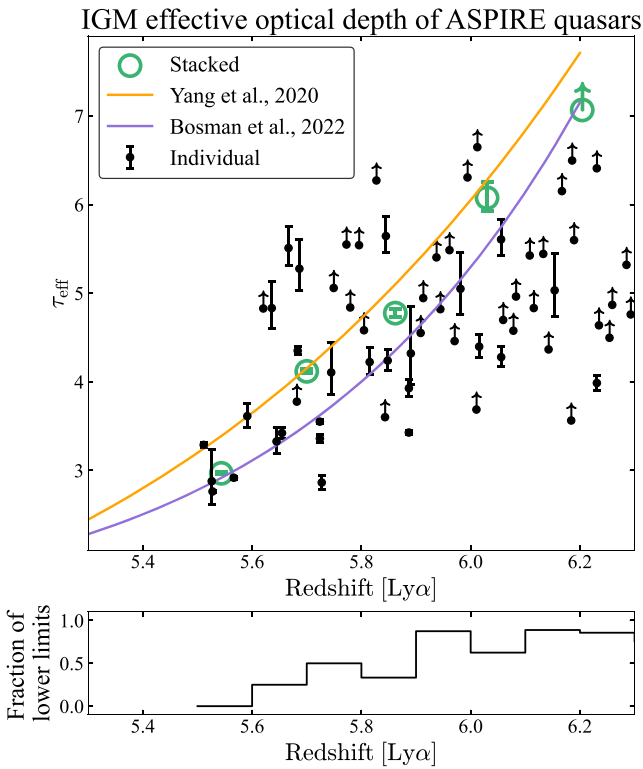 IGM effective optical depth of ASPIRE quasars
Stacked
Yang et al., 2020
Bosman et al., 2022
Individual
7
6
5
4
3
τeff
5.4 5.6 5.8 6.0 6.2
Redshift [Lyα]
Fraction of
lower limits
1.0
0.5
0.0
5.4 5.6 5.8 6.0 6.2
Redshift [Lyα]